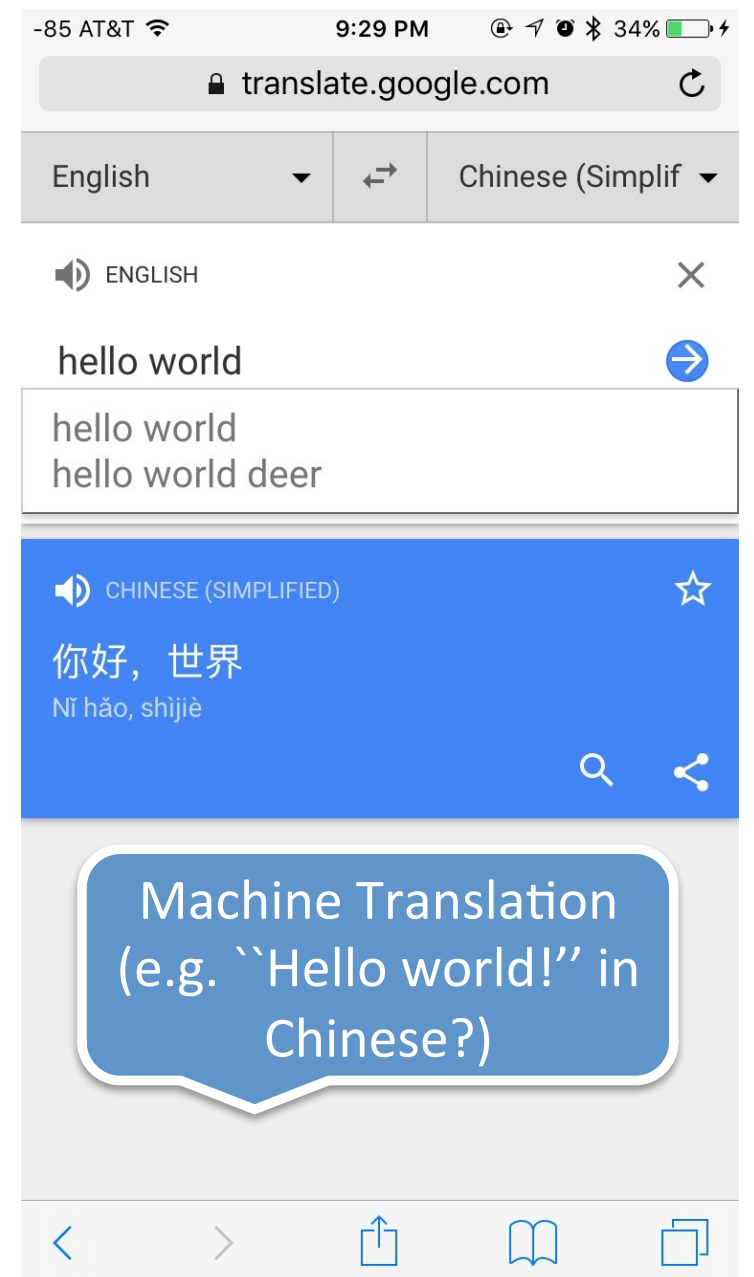 -85 AT&T 9:29 PM 34%
translate.google.com
English Chinese (Simplif
ENGLISH
hello world
hello world
hello world deer
CHINESE (SIMPLIFIED)
你好，世界
Nǐ hǎo, shìjiè
Machine Translation
(e.g. ``Hello world!’’ in
Chinese?)